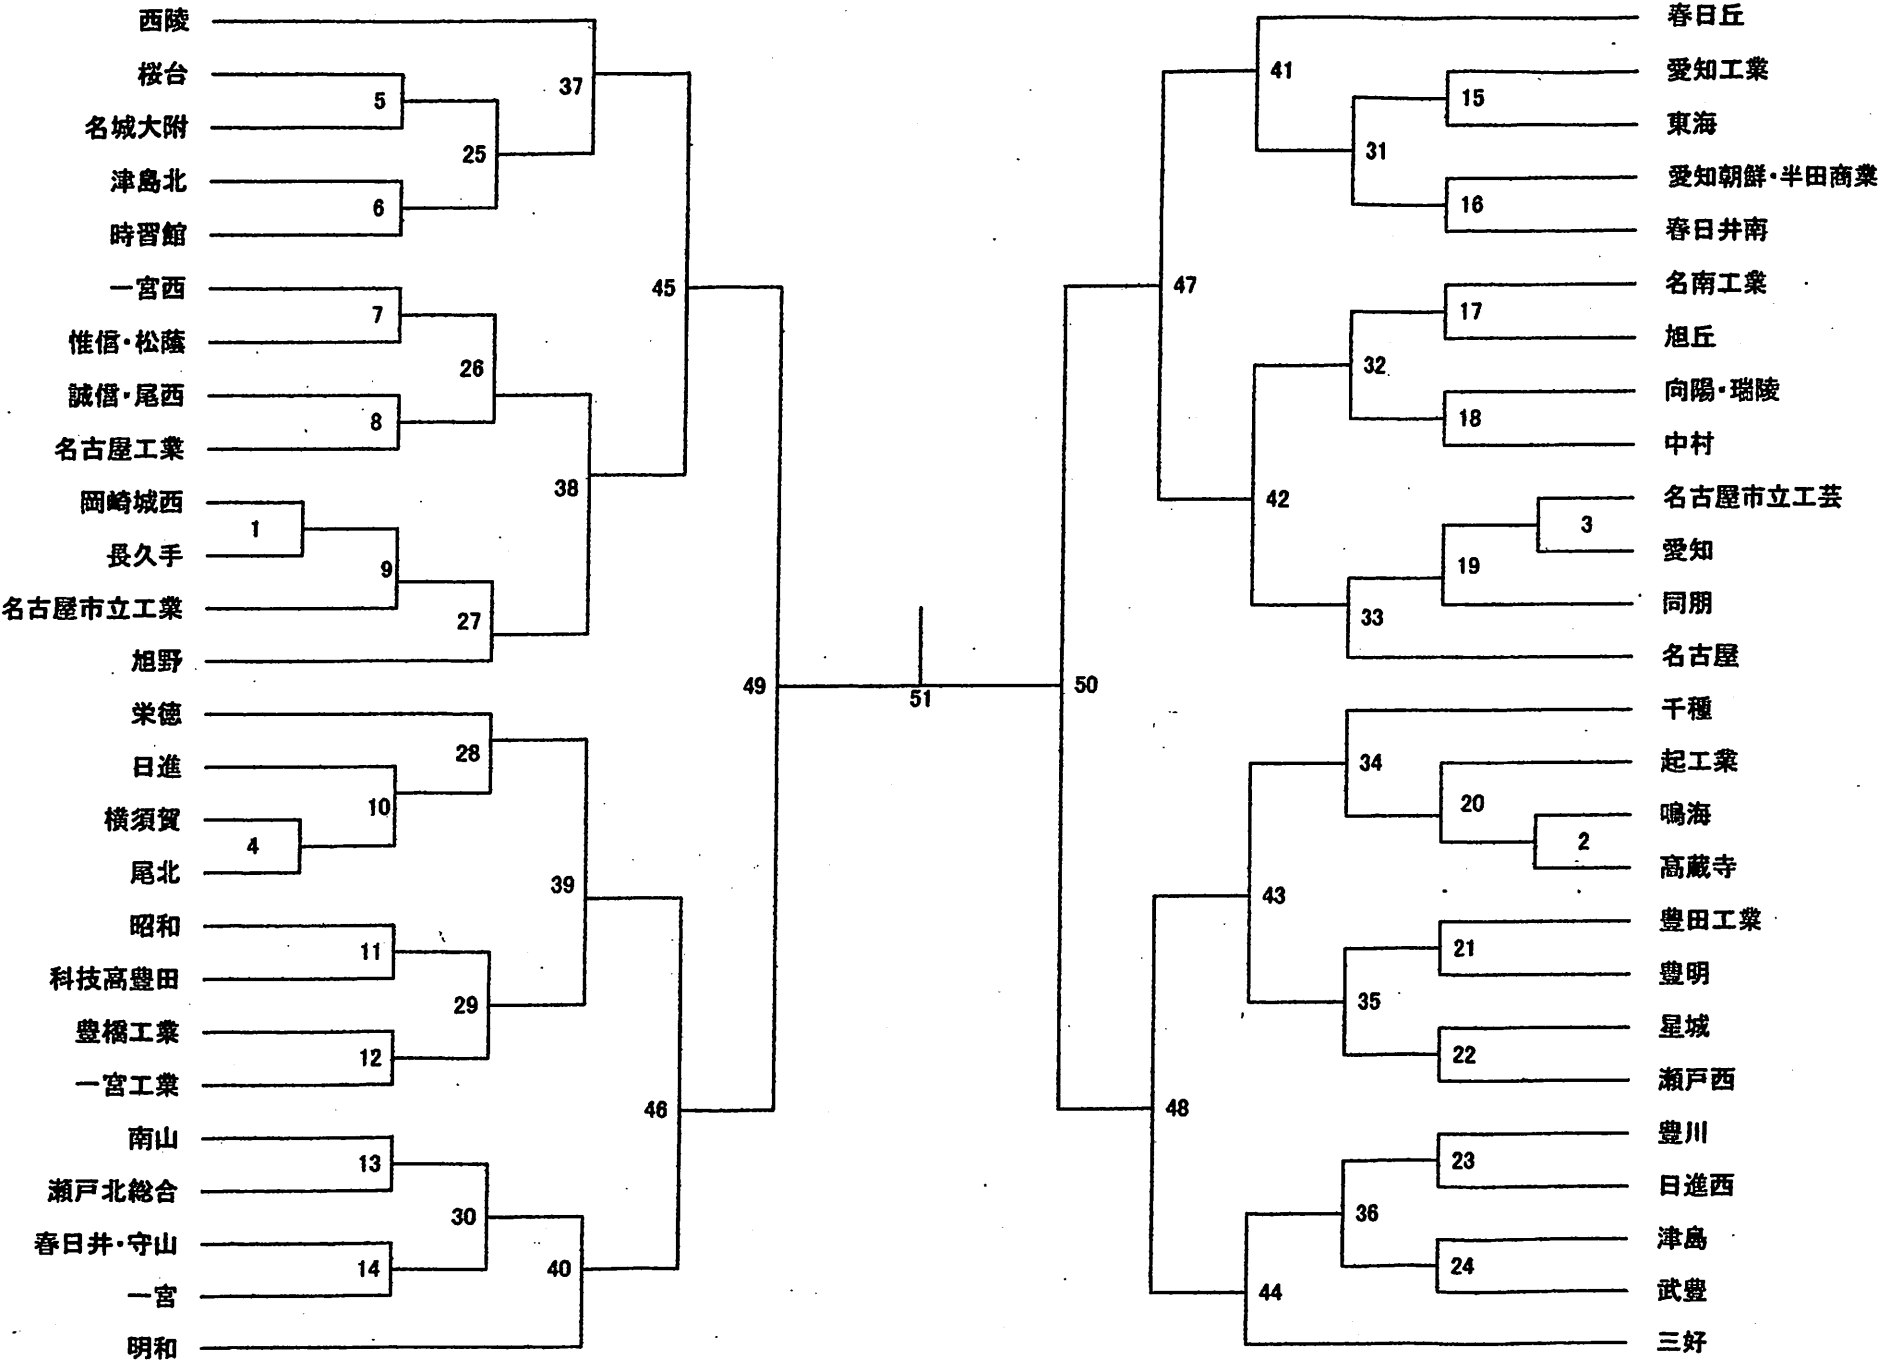 西陵
桜台
名城大附
津島北
時習館
一宮西
惟信・松蔭
誠信・尾西
名古屋工業
岡崎城西
長久手
名古屋市立工業
旭野
栄徳
日進
横須賀
尾北
昭和
科技高豊田
豊橋工業
一宮工業
南山
瀬戸北総合
春日井・守山
一宮
明和
1
4
5
6
7
8
9
10
11
12
13
14
25
26
27
28
29
30
37
38
39
40
45
46
49
51
50
47
48
41
42
43
44
31
32
33
34
35
36
15
16
17
18
19
20
21
22
23
24
3
2
春日丘
愛知工業
東海
愛知朝鮮・半田商業
春日井南
名南工業
旭丘
向陽・瑞陵
中村
名古屋市立工芸
愛知
同朋
名古屋
千種
起工業
鳴海
高蔵寺
豊田工業
豊明
星城
瀬戸西
豊川
日進西
津島
武豊
三好